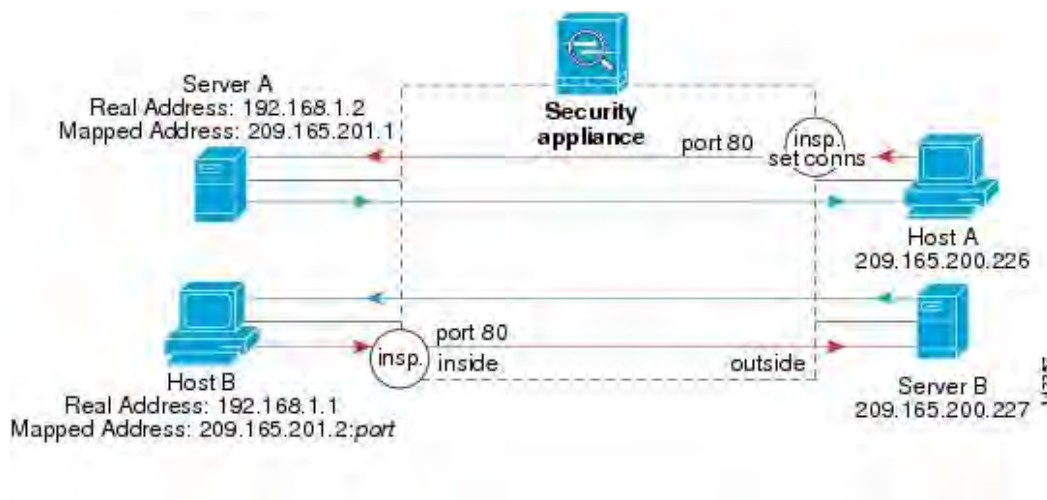 Server A
Real Address: 192.168.1.2
Mapped Address: 209.165.201.1
Security
appliance
port 80
insp.
set conns
Host A
209.165.200.226
port 80
insp.
inside
outside
Host B
Real Address: 192.168.1.1
Mapped Address: 209.165.201.2:port
Server B
209.165.200.227